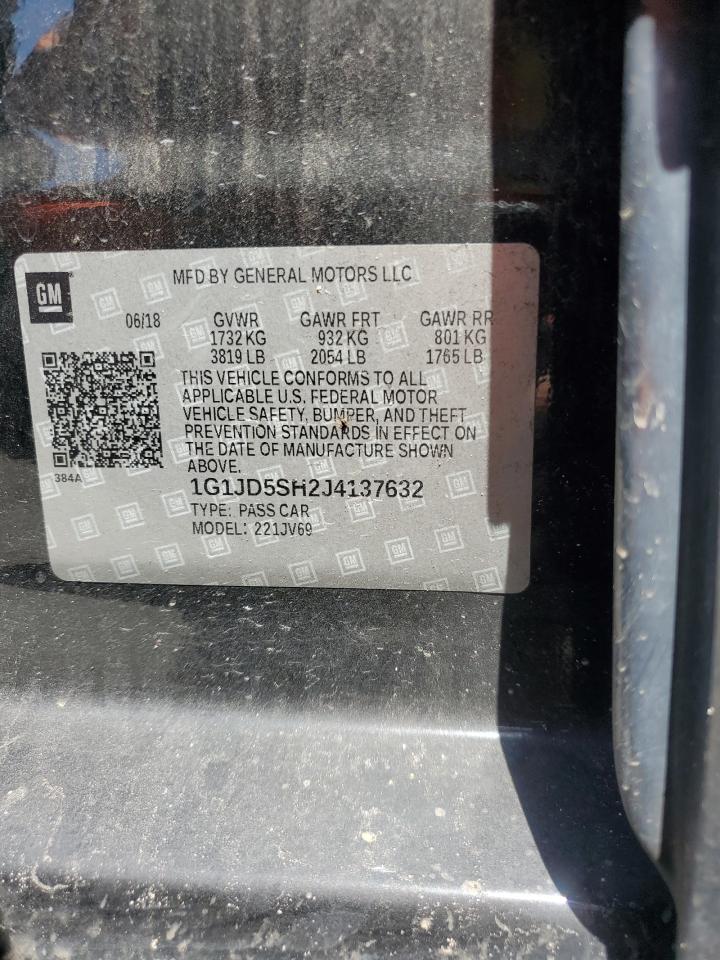 GM
MFD BY GENERAL MOTORS LLC
06/18 GVWR GAWR FRT GAWR RR
1732 KG 932 KG 801 KG
3819 LB 2054 LB 1765 LB
THIS VEHICLE CONFORMS TO ALL
APPLICABLE U.S. FEDERAL MOTOR
VEHICLE SAFETY, BUMPER, AND THEFT
PREVENTION STANDARDS IN EFFECT ON
THE DATE OF MANUFACTURE SHOWN
ABOVE.
384A
1G1JD5SH2J4137632
TYPE: PASS CAR
MODEL: 221JV69